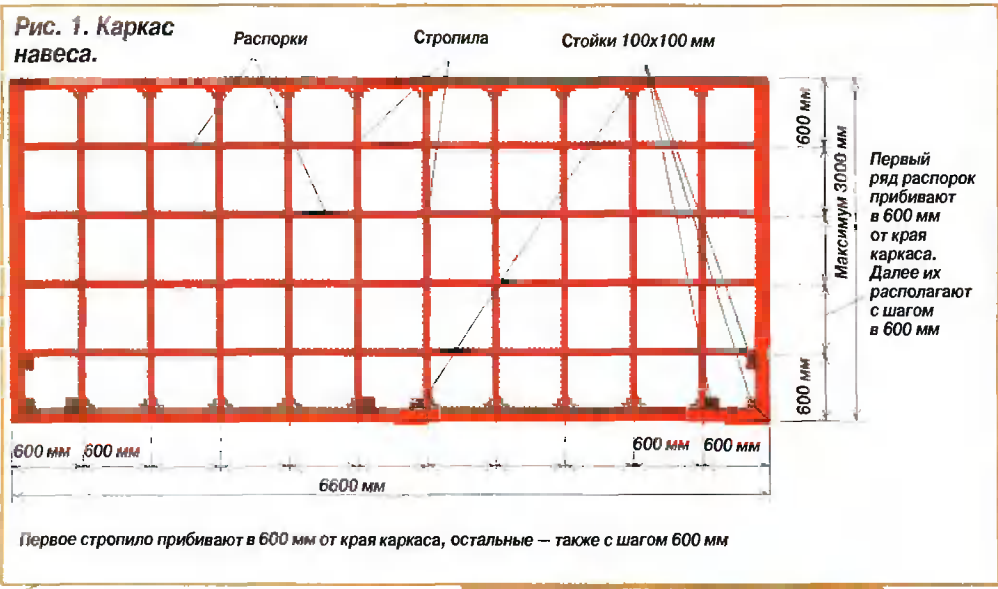 Рис. 1. Каркас
навеса.
Распорки
Стропила
Стойки 100х100 мм
600 мм
Максимум 3000 мм
600 мм
Первый
ряд распорок
прибивают
в 600 мм
от края
каркаса.
Далее их
располагают
с шагом
в 600 мм
600 мм 600 мм
600 мм 600 мм
6600 мм
Первое стропило прибивают в 600 мм от края каркаса, остальные – также с шагом 600 мм